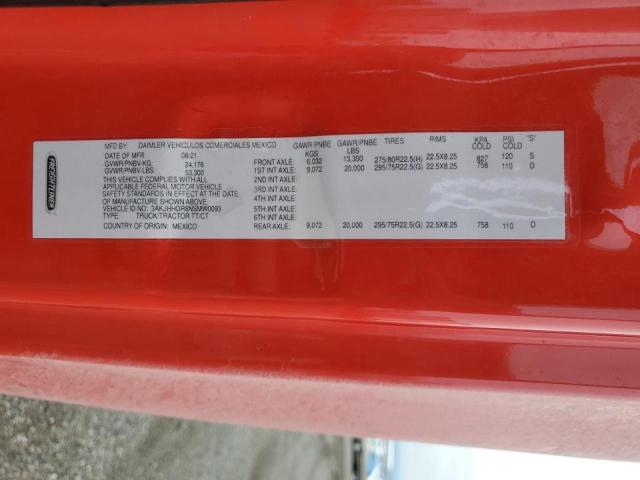 FREIGHTLINER
MFD BY: DAIMLER VEHICULOS COMERCIALES MEXICO
DATE OF MFR: 08/21
GVWR/PNBV-KG: 24,176
GVWR/PNBV-LBS: 53,300
THIS VEHICLE CONFORMS TO ALL
APPLICABLE FEDERAL MOTOR VEHICLE
SAFETY STANDARDS IN EFFECT AT THE DATE
OF MANUFACTURE SHOWN ABOVE.
VEHICLE ID NO.: 3AKJHHDR8NSMW0093
TYPE: TRUCK/TRACTOR TT/CT
COUNTRY OF ORIGIN: MEXICO
GAWR/PNBE KGS GAWR/PNBE LBS TIRES RIMS KPA COLD PSI COLD "S"
FRONT AXLE: 6,032 13,300 275/80R22.5(H) 22.5X8.25 827 120 S
1ST INT AXLE: 9,072 20,000 295/75R22.5(G) 22.5X8.25 758 110 D
2ND INT AXLE:
3RD INT AXLE:
4TH INT AXLE:
5TH INT AXLE:
6TH INT AXLE:
REAR AXLE: 9,072 20,000 295/75R22.5(G) 22.5X8.25 758 110 D